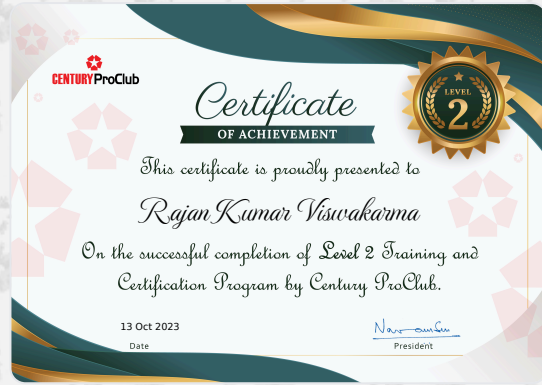 CENTURY ProClub
Certificate
OF ACHIEVEMENT
LEVEL
2
This certificate is proudly presented to
Rajan Kumar Viswakarma
On the successful completion of Level 2 Training and
Certification Program by Century ProClub.
13 Oct 2023
Date
President